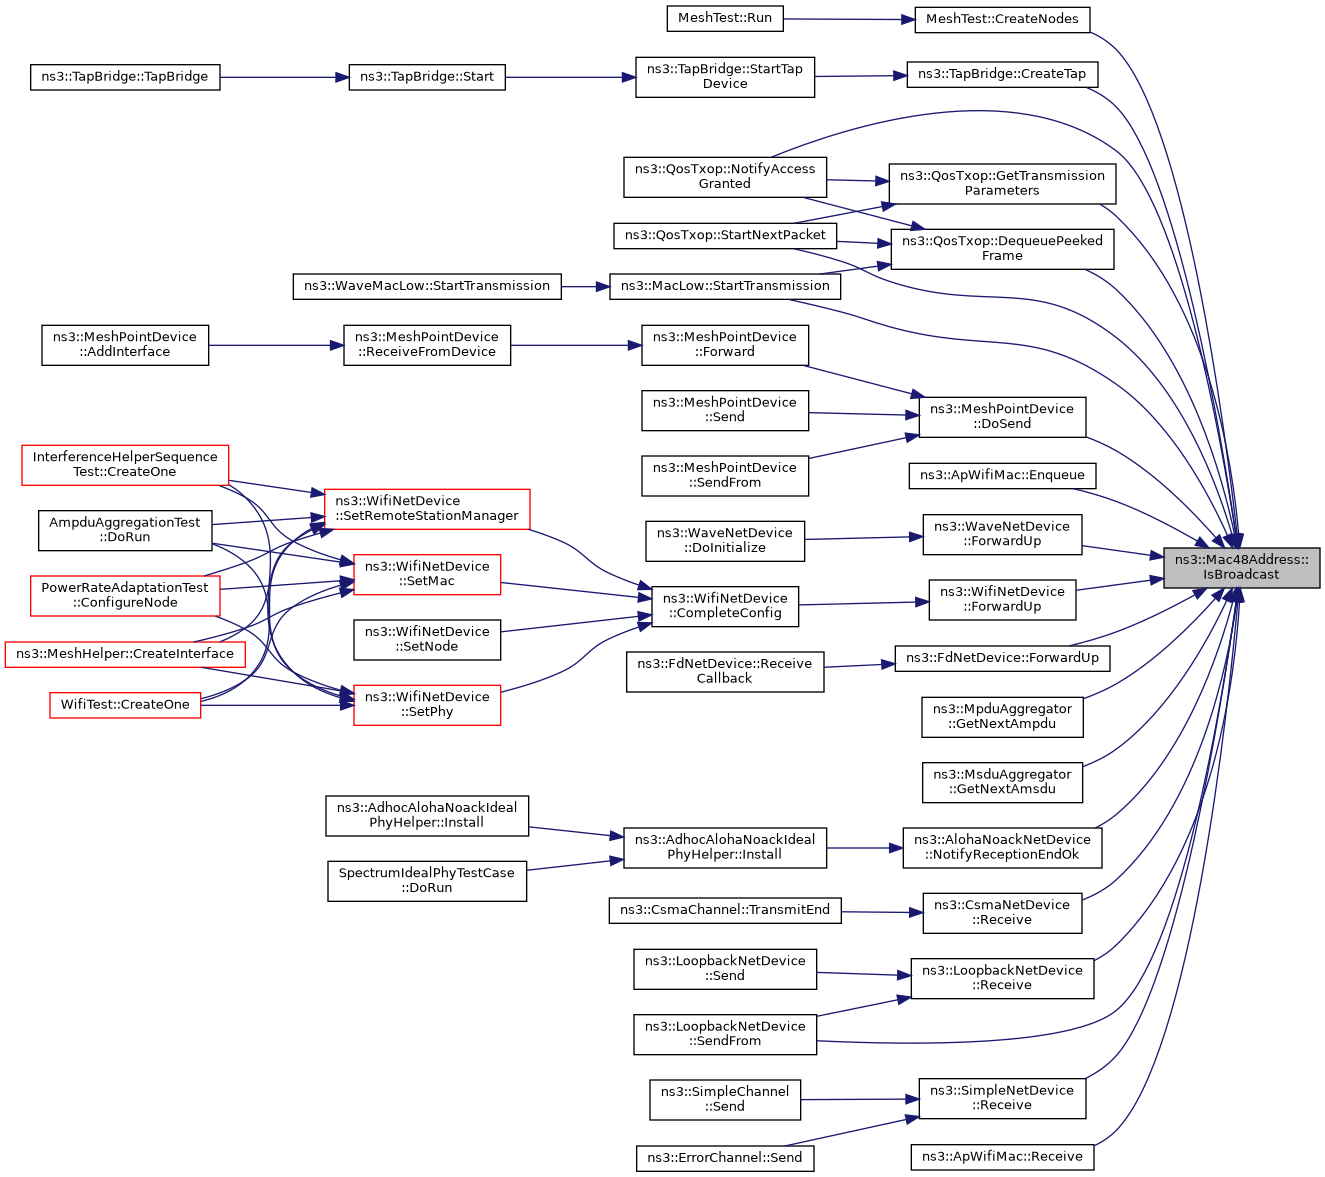 MeshTest::Run
MeshTest::CreateNodes
ns3::TapBridge::TapBridge
ns3::TapBridge::Start
ns3::TapBridge::StartTap
Device
ns3::TapBridge::CreateTap
ns3::QosTxop::NotifyAccess
Granted
ns3::QosTxop::GetTransmission
Parameters
ns3::QosTxop::StartNextPacket
ns3::QosTxop::DequeuePeeked
Frame
ns3::WaveMacLow::StartTransmission
ns3::MacLow::StartTransmission
ns3::MeshPointDevice
::AddInterface
ns3::MeshPointDevice
::ReceiveFromDevice
ns3::MeshPointDevice
::Forward
ns3::MeshPointDevice
::Send
ns3::MeshPointDevice
::DoSend
ns3::MeshPointDevice
::SendFrom
ns3::ApWifiMac::Enqueue
InterferenceHelperSequence
Test::CreateOne
ns3::WifiNetDevice
::SetRemoteStationManager
AmpduAggregationTest
::DoRun
ns3::WaveNetDevice
::DoInitialize
ns3::WaveNetDevice
::ForwardUp
ns3::Mac48Address::
IsBroadcast
PowerRateAdaptationTest
::ConfigureNode
ns3::WifiNetDevice
::SetMac
ns3::WifiNetDevice
::CompleteConfig
ns3::WifiNetDevice
::ForwardUp
ns3::WifiNetDevice
::SetNode
ns3::MeshHelper::CreateInterface
ns3::FdNetDevice::Receive
Callback
ns3::FdNetDevice::ForwardUp
WifiTest::CreateOne
ns3::WifiNetDevice
::SetPhy
ns3::MpduAggregator
::GetNextAmpdu
ns3::MsduAggregator
::GetNextAmsdu
ns3::AdhocAlohaNoackIdeal
PhyHelper::Install
SpectrumIdealPhyTestCase
::DoRun
ns3::AdhocAlohaNoackIdeal
PhyHelper::Install
ns3::AlohaNoackNetDevice
::NotifyReceptionEndOk
ns3::CsmaChannel::TransmitEnd
ns3::CsmaNetDevice
::Receive
ns3::LoopbackNetDevice
::Send
ns3::LoopbackNetDevice
::Receive
ns3::LoopbackNetDevice
::SendFrom
ns3::SimpleChannel
::Send
ns3::SimpleNetDevice
::Receive
ns3::ErrorChannel::Send
ns3::ApWifiMac::Receive